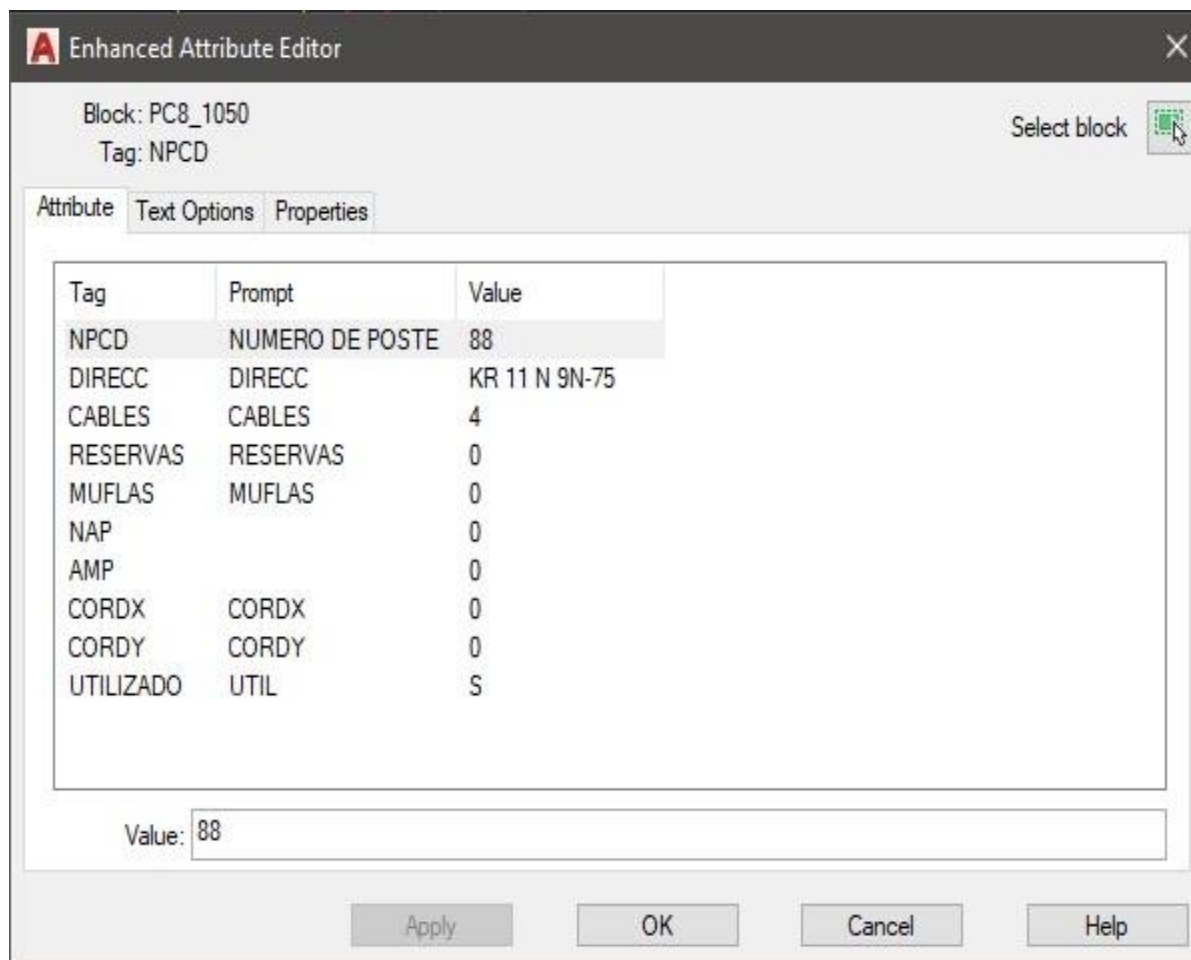 Enhanced Attribute Editor
Block: PC8_1050
Select block
Tag: NPCD
Attribute Text Options Properties
Tag Prompt Value
NPCD NUMERO DE POSTE 88
DIRECC DIRECC KR 11 N 9N-75
CABLES CABLES 4
RESERVAS RESERVAS 0
MUFLAS MUFLAS 0
NAP 0
AMP 0
CORDX CORDX 0
CORDY CORDY 0
UTILIZADO UTIL S
Value: 88
Apply OK Cancel Help